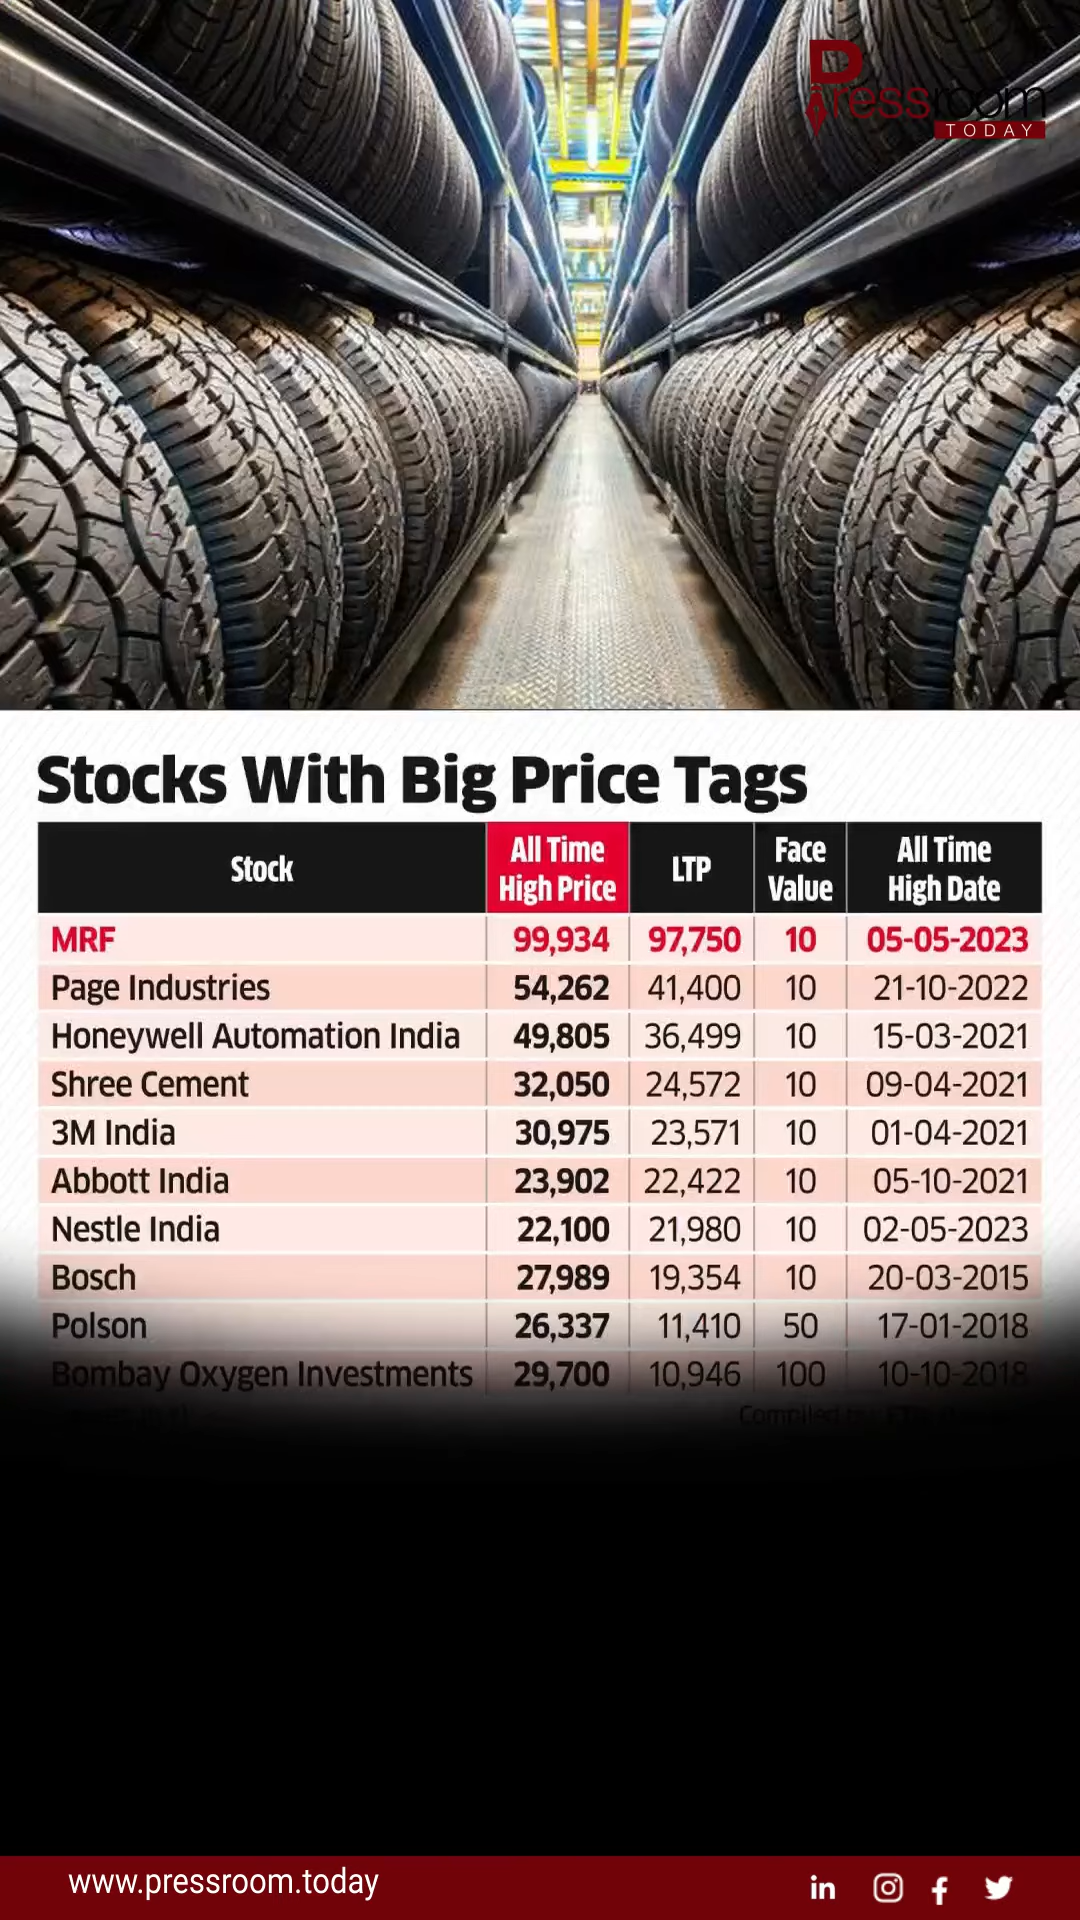 Pressroom
TODAY
Stocks With Big Price Tags
Stock All Time High Price LTP Face Value All Time High Date
MRF 99,934 97,750 10 05-05-2023
Page Industries 54,262 41,400 10 21-10-2022
Honeywell Automation India 49,805 36,499 10 15-03-2021
Shree Cement 32,050 24,572 10 09-04-2021
3M India 30,975 23,571 10 01-04-2021
Abbott India 23,902 22,422 10 05-10-2021
Nestle India 22,100 21,980 10 02-05-2023
Bosch 27,989 19,354 10 20-03-2015
Polson 26,337 11,410 50 17-01-2018
Bombay Oxygen Investments 29,700 10,946 100 10-10-2018
Compiled
www.pressroom.today